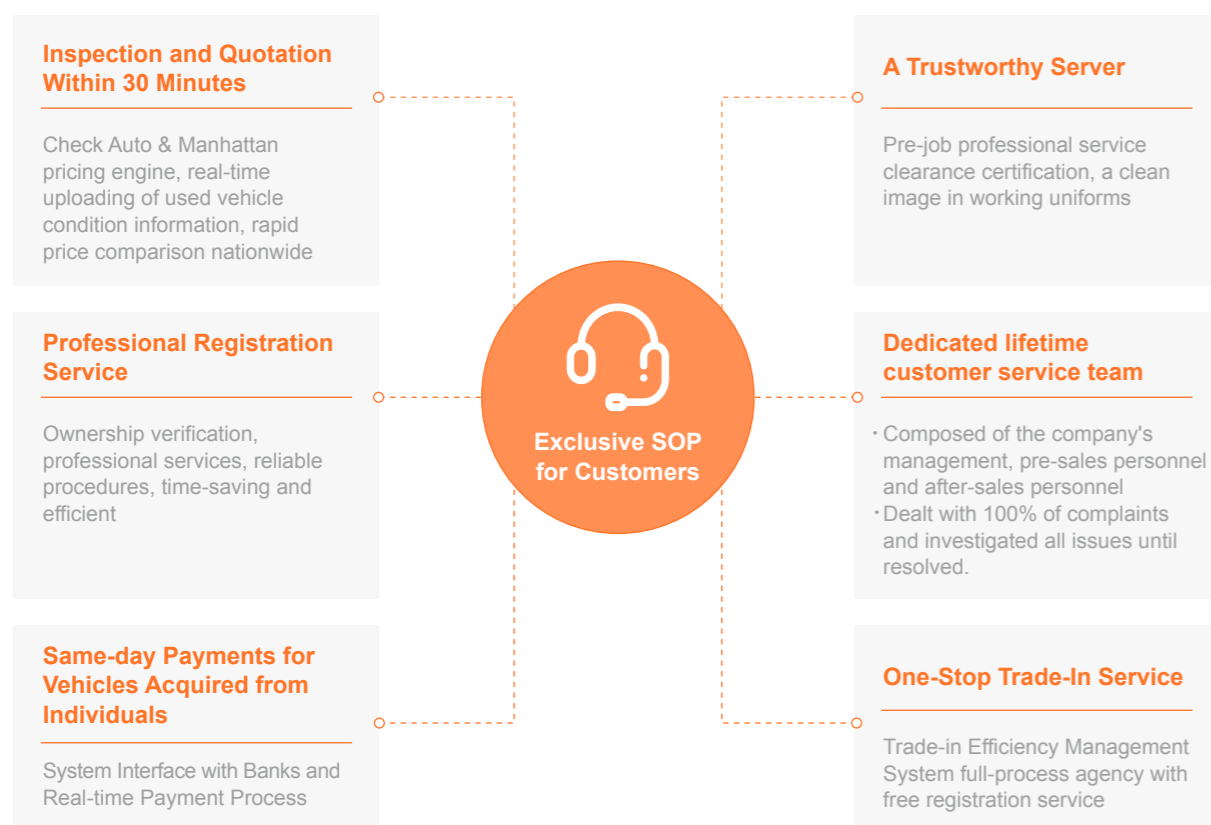 Inspection and Quotation
Within 30 Minutes
Check Auto & Manhattan
pricing engine, real-time
uploading of used vehicle
condition information, rapid
price comparison nationwide
Professional Registration
Service
Ownership verification,
professional services, reliable
procedures, time-saving and
efficient
Same-day Payments for
Vehicles Acquired from
Individuals
System Interface with Banks and
Real-time Payment Process
Exclusive SOP
for Customers
A Trustworthy Server
Pre-job professional service
clearance certification, a clean
image in working uniforms
Dedicated lifetime
customer service team
・Composed of the company's
management, pre-sales personnel
and after-sales personnel
・Dealt with 100% of complaints
and investigated all issues until
resolved.
One-Stop Trade-In Service
Trade-in Efficiency Management
System full-process agency with
free registration service